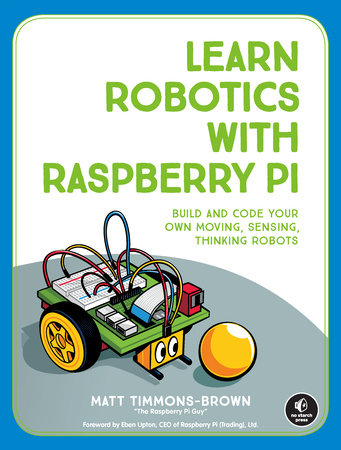 LEARN
ROBOTICS
WITH
RASPBERRY PI
BUILD AND CODE YOUR
OWN MOVING, SENSING,
THINKING ROBOTS
MATT TIMMONS-BROWN
"The Raspberry Pi Guy"
Foreword by Eben Upton, CEO of Raspberry Pi (Trading), Ltd.
no starch
press